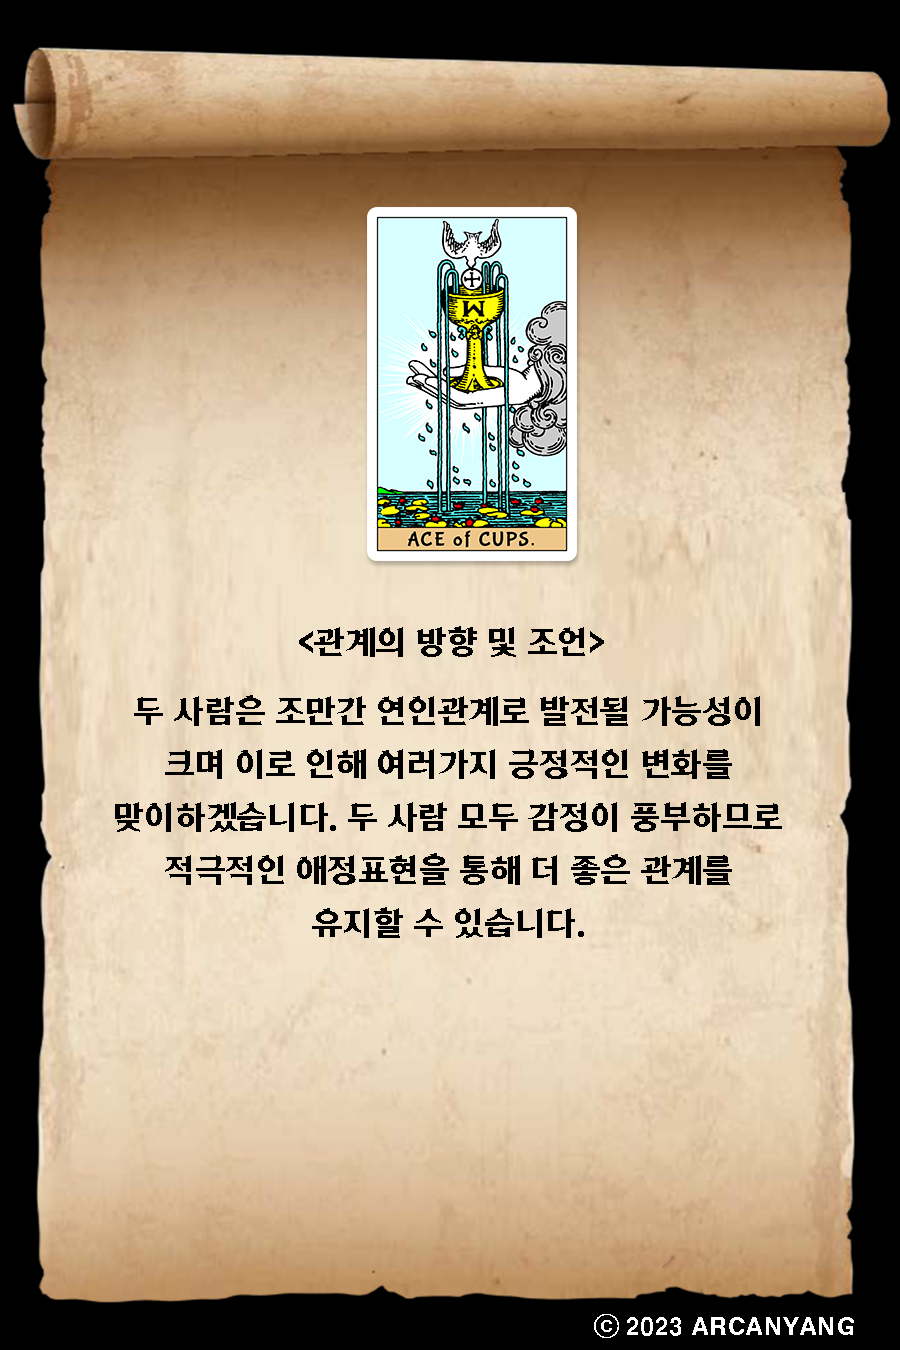 W
ACE of CUPS.
<관계의 방향 및 조언>
두 사람은 조만간 연인관계로 발전될 가능성이
크며 이로 인해 여러가지 긍정적인 변화를
맞이하겠습니다. 두 사람 모두 감정이 풍부하므로
적극적인 애정표현을 통해 더 좋은 관계를
유지할 수 있습니다.
ⓒ 2023 ARCANYANG